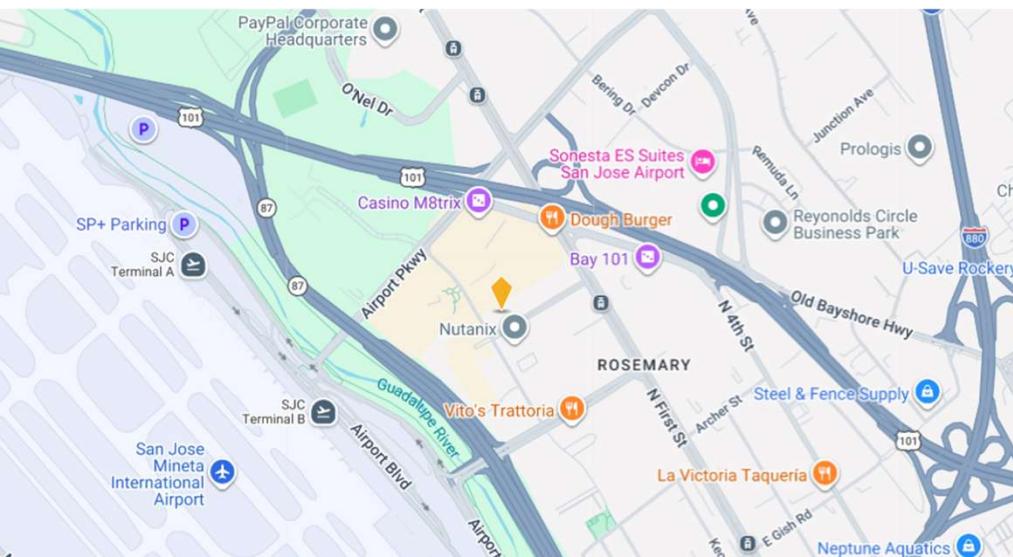 PayPal Corporate
Headquarters
O'Nel Dr
Bering Dr
Devcon Dr
Junction Ave
101
P
Sonesta ES Suites
San Jose Airport
Remuda Ln
Prologis
101
Casino M8trix
Dough Burger
Reyonolds Circle
Business Park
87
SP+ Parking
P
880
SJC
Terminal A
Bay 101
U-Save Rockery
87
Airport Pkwy
N 4th St
Old Bayshore Hwy
Nutanix
ROSEMARY
Guadalupe River
Steel & Fence Supply
SJC
Terminal B
Vito's Trattoria
N First St
Archer St
101
Airport Blvd
San Jose
Mineta
International
Airport
La Victoria Taqueria
E Gish Rd
Neptune Aquatics